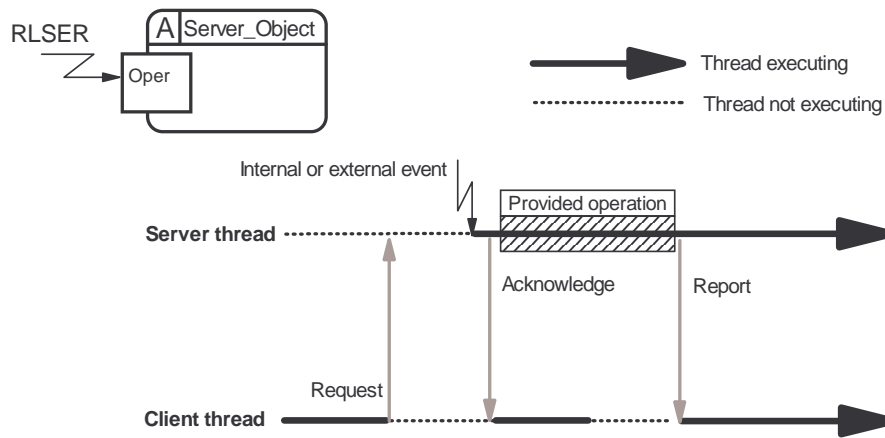 RLSER
A Server_Object
Oper
Thread executing
Thread not executing
Internal or external event
Provided operation
Server thread
Acknowledge
Report
Request
Client thread